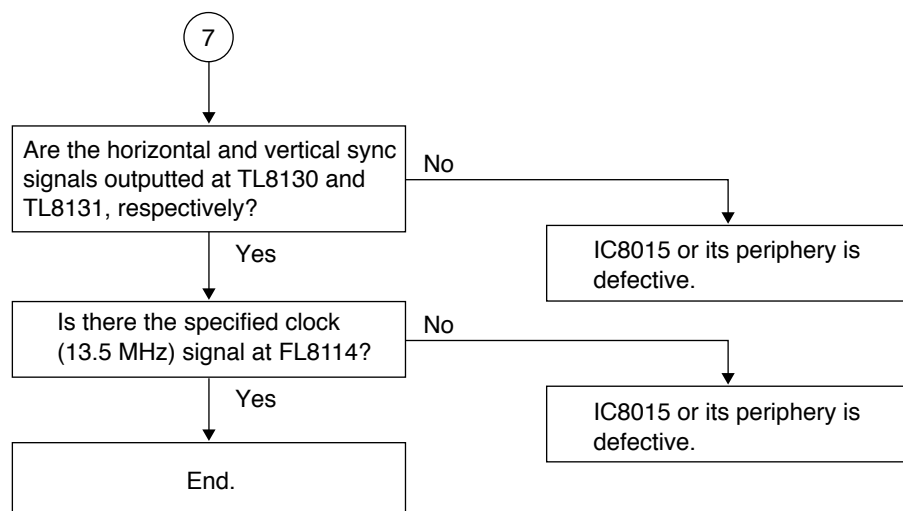 7
Are the horizontal and vertical sync
signals outputted at TL8130 and
TL8131, respectively?
No
IC8015 or its periphery is
defective.
Yes
Is there the specified clock
(13.5 MHz) signal at FL8114?
No
IC8015 or its periphery is
defective.
Yes
End.